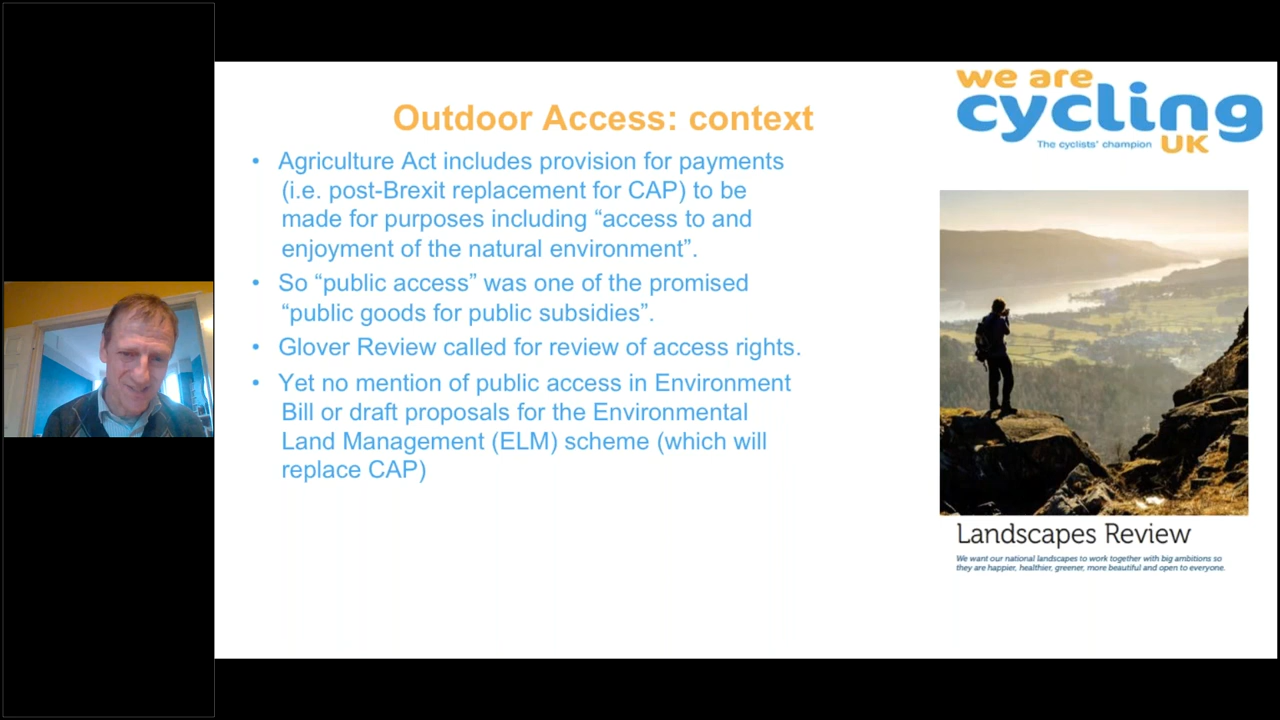 we are
cycling
UK
The cyclists' champion
Outdoor Access: context
• Agriculture Act includes provision for payments
(i.e. post-Brexit replacement for CAP) to be
made for purposes including “access to and
enjoyment of the natural environment”.
• So “public access” was one of the promised
“public goods for public subsidies”.
• Glover Review called for review of access rights.
• Yet no mention of public access in Environment
Bill or draft proposals for the Environmental
Land Management (ELM) scheme (which will
replace CAP)
Landscapes Review
We want our national landscapes to work together with big ambitions so
they are happier, healthier, greener, more beautiful and open to everyone.